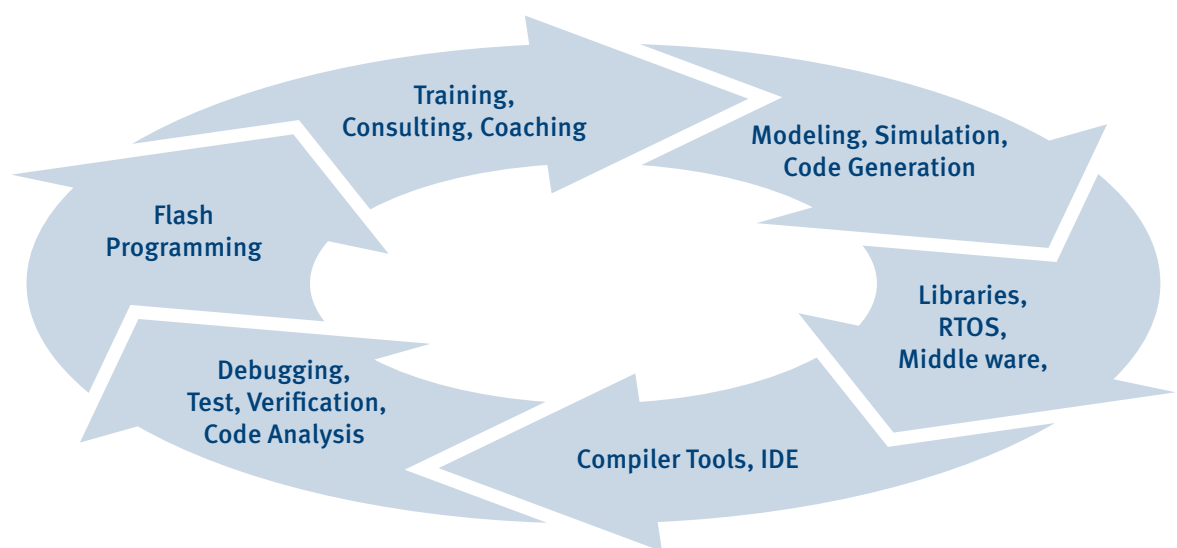 Training,
Consulting, Coaching
Modeling, Simulation,
Code Generation
Libraries,
RTOS,
Middle ware,
Compiler Tools, IDE
Debugging,
Test, Verification,
Code Analysis
Flash
Programming